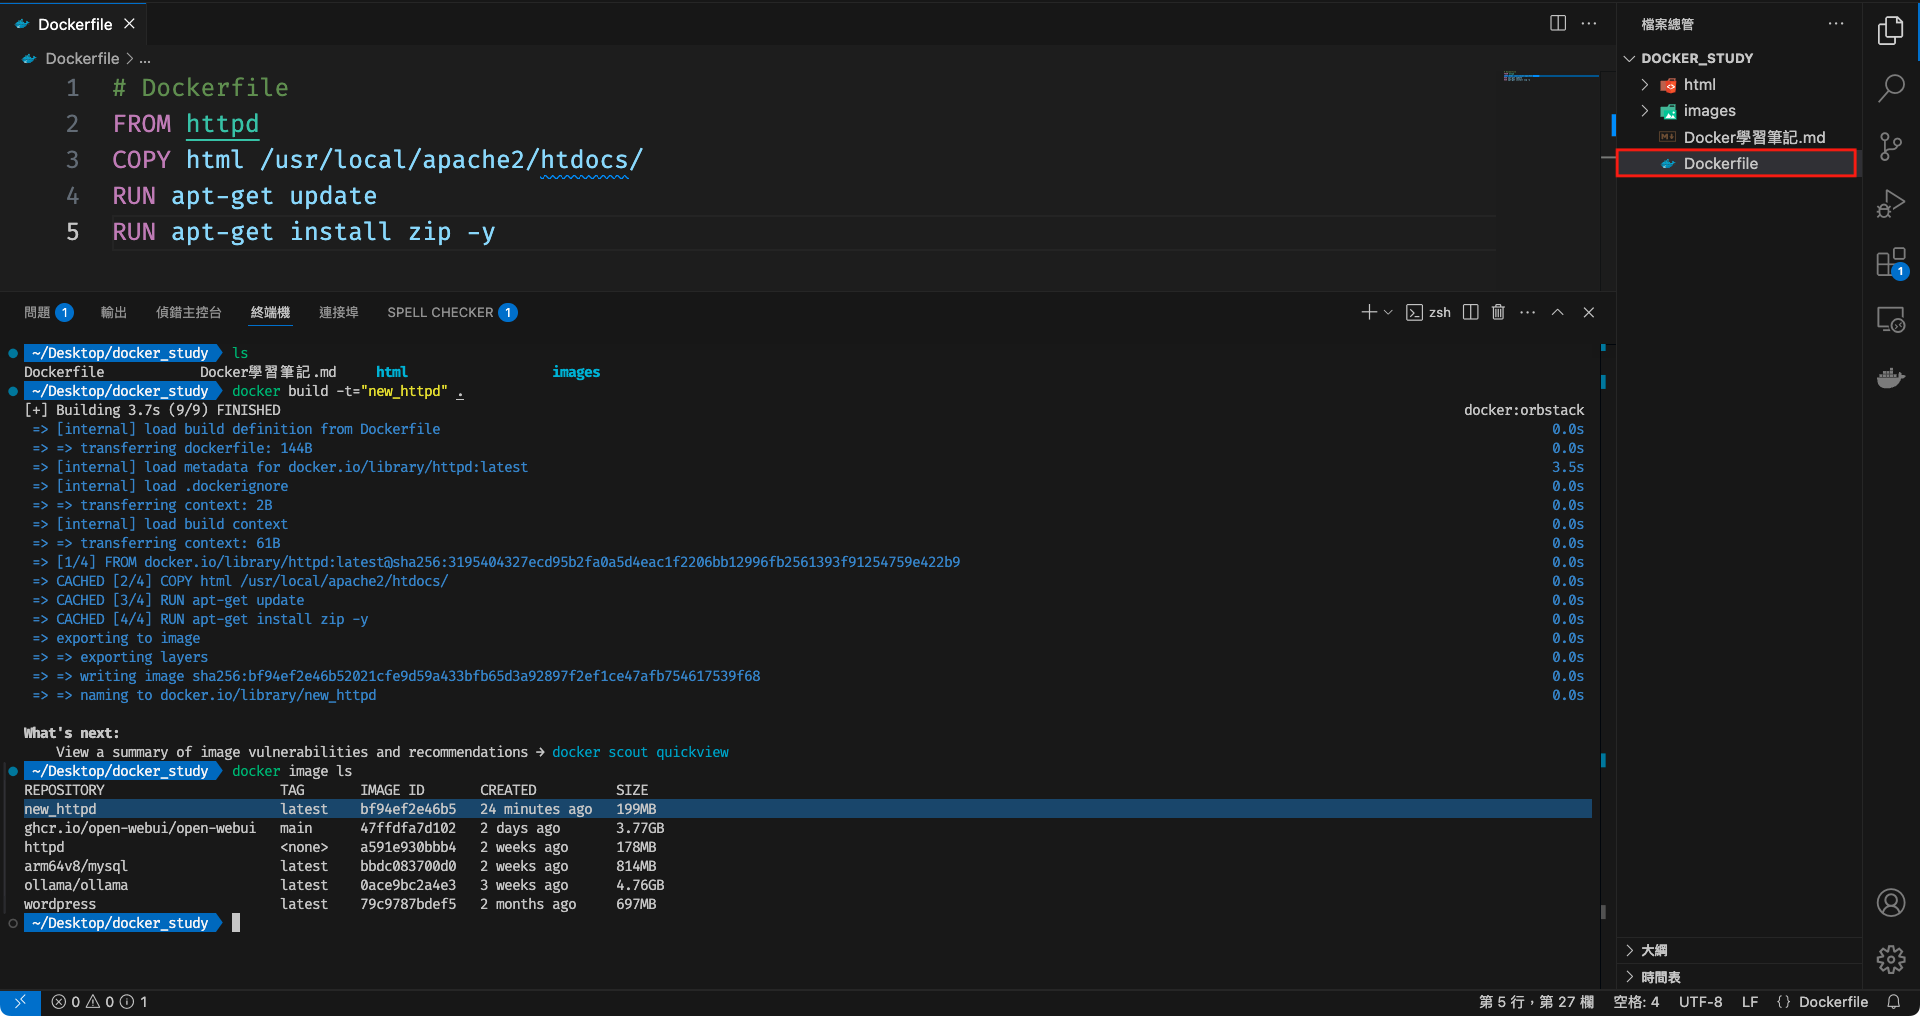 Dockerfile
Dockerfile > ...
1 # Dockerfile
2 FROM httpd
3 COPY html /usr/local/apache2/htdocs/
4 RUN apt-get update
5 RUN apt-get install zip -y
問題 1 輸出 偵錯主控台 終端機 連接埠 SPELL CHECKER 1 zsh
~/Desktop/docker_study ls
Dockerfile Docker學習筆記.md html images
~/Desktop/docker_study docker build -t="new_httpd" .
[+] Building 3.7s (9/9) FINISHED docker:orbstack
=> [internal] load build definition from Dockerfile 0.0s
=> => transferring dockerfile: 144B 0.0s
=> [internal] load metadata for docker.io/library/httpd:latest 3.5s
=> [internal] load .dockerignore 0.0s
=> => transferring context: 2B 0.0s
=> [internal] load build context 0.0s
=> => transferring context: 61B 0.0s
=> [1/4] FROM docker.io/library/httpd:latest@sha256:3195404327ecd95b2fa0a5d4eac1f2206bb12996fb2561393f91254759e422b9 0.0s
=> CACHED [2/4] COPY html /usr/local/apache2/htdocs/ 0.0s
=> CACHED [3/4] RUN apt-get update 0.0s
=> CACHED [4/4] RUN apt-get install zip -y 0.0s
=> exporting to image 0.0s
=> => exporting layers 0.0s
=> => writing image sha256:bf94ef2e46b52021cfe9d59a433bfb65d3a92897f2ef1ce47afb754617539f68 0.0s
=> => naming to docker.io/library/new_httpd 0.0s
What's next:
View a summary of image vulnerabilities and recommendations → docker scout quickview
~/Desktop/docker_study docker image ls
REPOSITORY TAG IMAGE ID CREATED SIZE
new_httpd latest bf94ef2e46b5 24 minutes ago 199MB
ghcr.io/open-webui/open-webui main 47ffdfa7d102 2 days ago 3.77GB
httpd <none> a591e930bbb4 2 weeks ago 178MB
arm64v8/mysql latest bbdc083700d0 2 weeks ago 814MB
ollama/ollama latest 0ace9bc2a4e3 3 weeks ago 4.76GB
wordpress latest 79c9787bdef5 2 months ago 697MB
~/Desktop/docker_study
檔案總管
DOCKER_STUDY
html
images
Docker學習筆記.md
Dockerfile
1
大綱
時間表
0 0 1 第 5 行，第 27 欄 空格: 4 UTF-8 LF {} Dockerfile